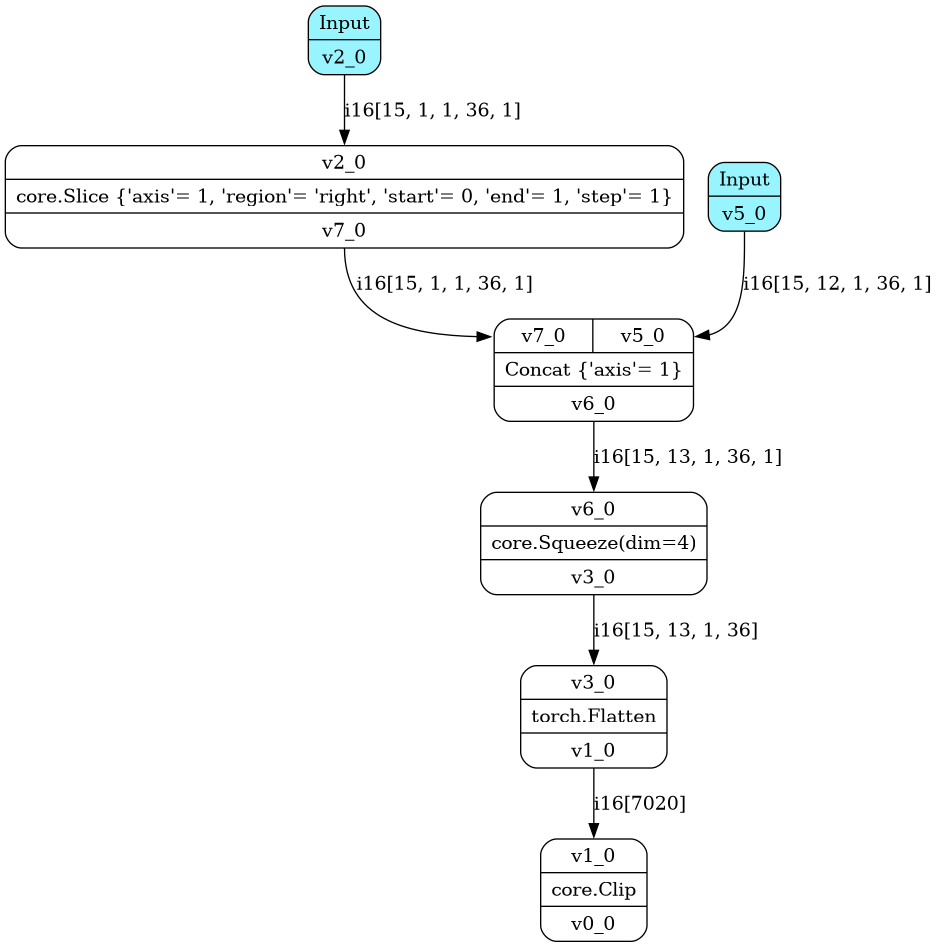 Input
v2_0
i16[15, 1, 1, 36, 1]
v2_0
core.Slice {'axis'= 1, 'region'= 'right', 'start'= 0, 'end'= 1, 'step'= 1}
v7_0
Input
v5_0
i16[15, 1, 1, 36, 1]
i16[15, 12, 1, 36, 1]
v7_0 v5_0
Concat {'axis'= 1}
v6_0
i16[15, 13, 1, 36, 1]
v6_0
core.Squeeze(dim=4)
v3_0
i16[15, 13, 1, 36]
v3_0
torch.Flatten
v1_0
i16[7020]
v1_0
core.Clip
v0_0